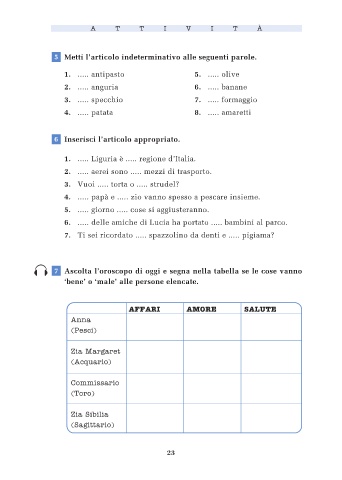 A T T I V I T À
5 Metti l'articolo indeterminativo alle seguenti parole.
1. ..... antipasto
2. ..... anguria
3. ..... specchio
4. ..... patata
5. ..... olive
6. ..... banane
7. ..... formaggio
8. ..... amaretti
6 Inserisci l'articolo appropriato.
1. ..... Liguria è ..... regione d'Italia.
2. ..... aerei sono ..... mezzi di trasporto.
3. Vuoi ..... torta o ..... strudel?
4. ..... papà e ..... zio vanno spesso a pescare insieme.
5. ..... giorno ..... cose si aggiusteranno.
6. ..... delle amiche di Lucia ha portato ..... bambini al parco.
7. Ti sei ricordato ..... spazzolino da denti e ..... pigiama?
7 Ascolta l'oroscopo di oggi e segna nella tabella se le cose vanno
'bene' o 'male' alle persone elencate.
AFFARI AMORE SALUTE
Anna
(Pesci)
Zia Margaret
(Acquario)
Commissario
(Toro)
Zia Sibilia
(Sagittario)
23